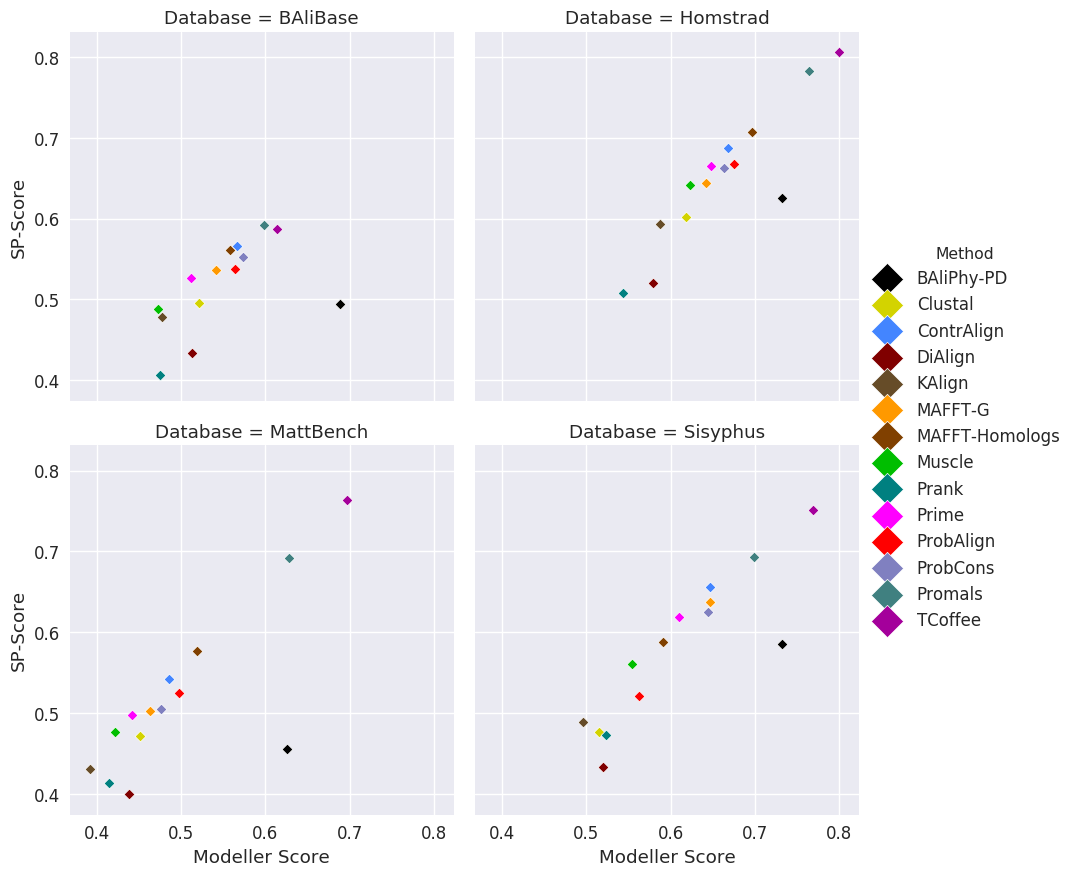 Database = BAliBase
Database = Homstrad
0.8
0.7
0.6
0.5
0.4
SP-Score
Method
BAliPhy-PD
Clustal
ContrAlign
DiAlign
KAlign
MAFFT-G
MAFFT-Homologs
Muscle
Prank
Prime
ProbAlign
ProbCons
Promals
TCoffee
Database = MattBench
Database = Sisyphus
0.8
0.7
0.6
0.5
0.4
SP-Score
0.4 0.5 0.6 0.7 0.8
0.4 0.5 0.6 0.7 0.8
Modeller Score
Modeller Score